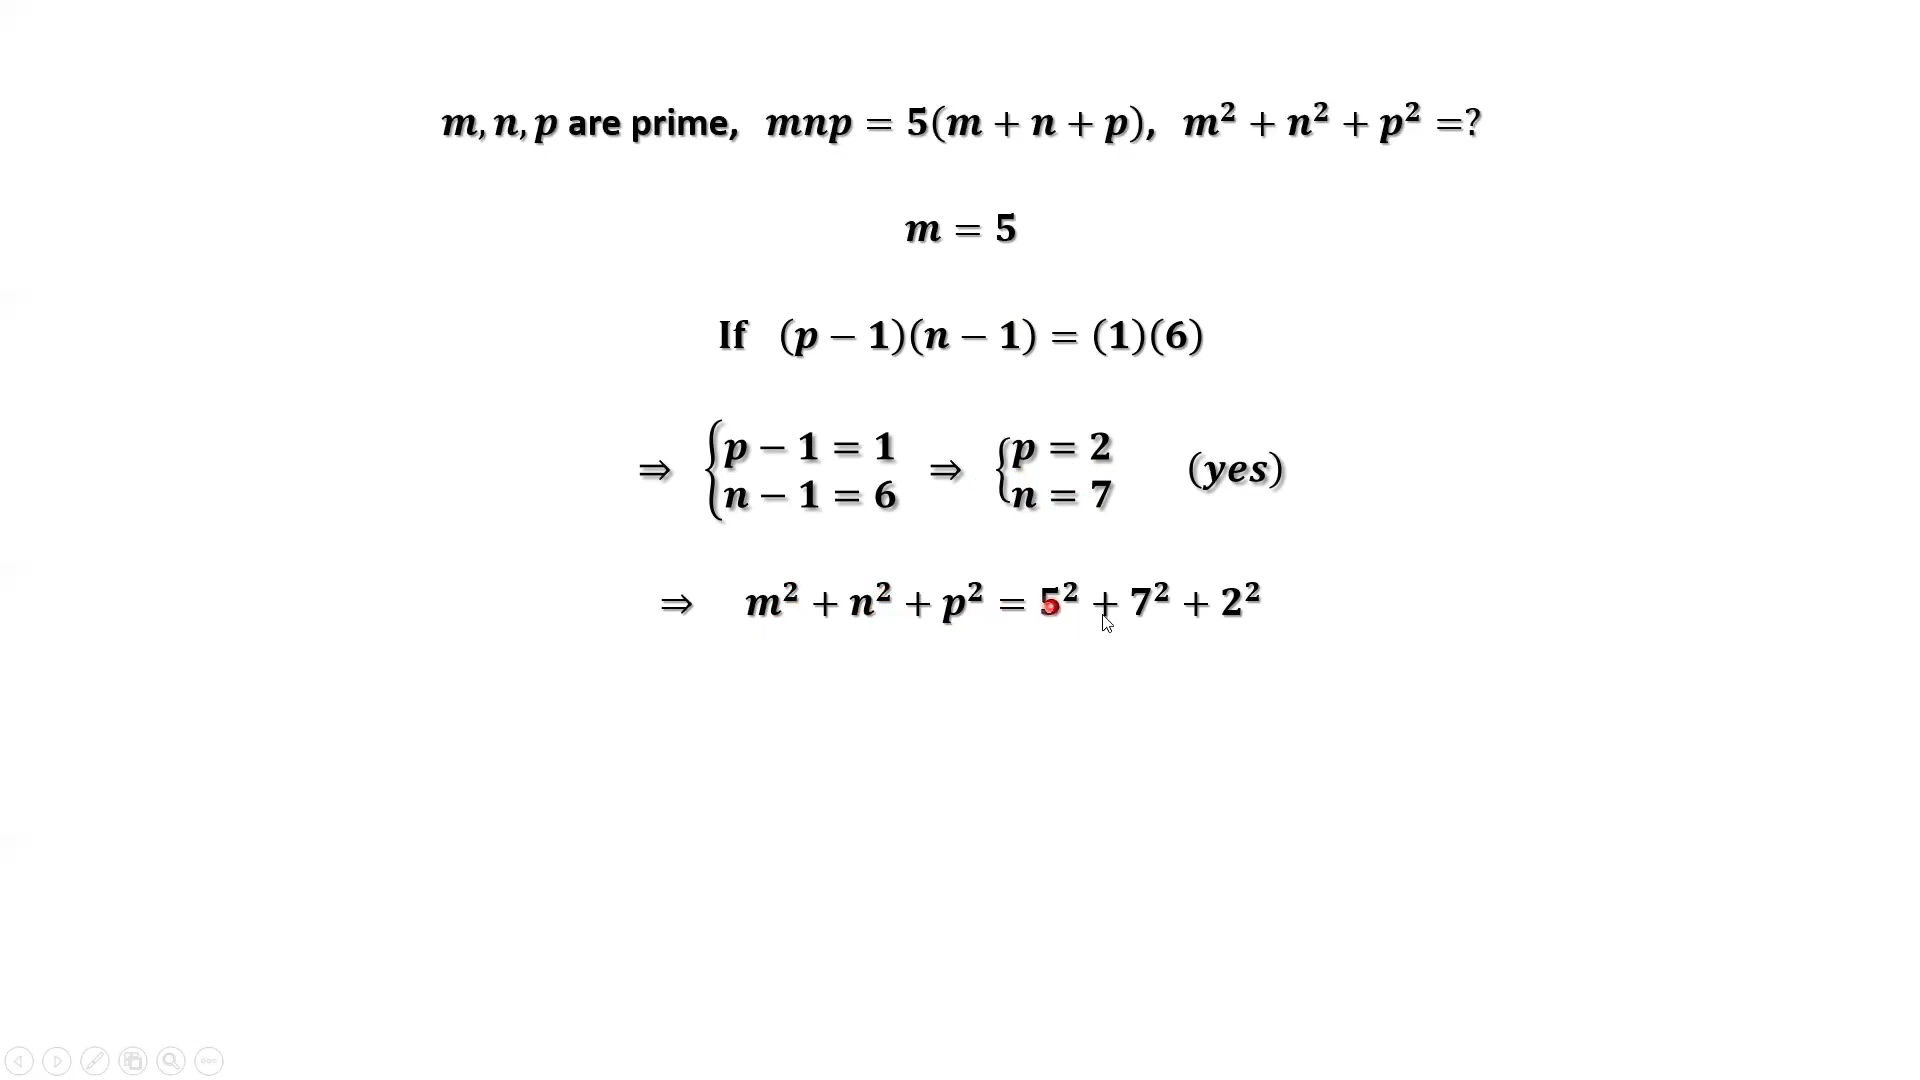 m, n, p are prime, mnp = 5(m + n + p), m² + n² + p² =?
m = 5
If (p − 1)(n − 1) = (1)(6)
⇒ {p − 1 = 1 ⇒ {p = 2 (yes)
n − 1 = 6 n = 7
⇒ m² + n² + p² = 5² + 7² + 2²